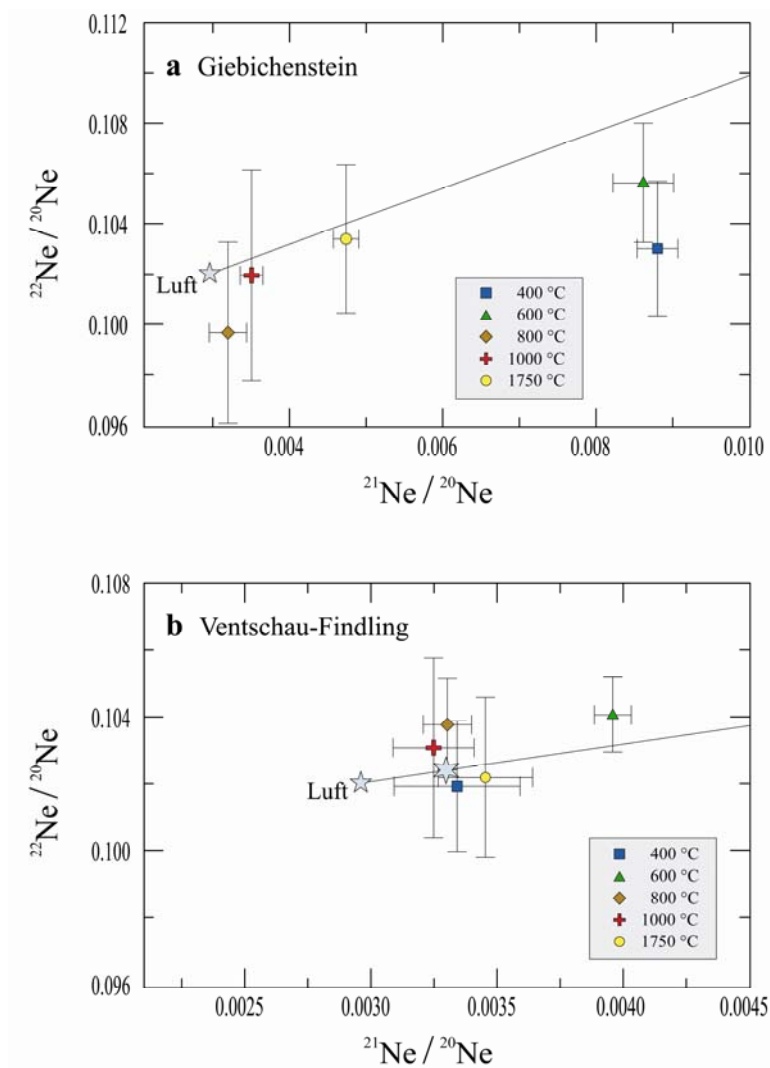 0.112
a Giebichenstein
0.108
²²Ne / ²⁰Ne
0.104
Luft
400 °C
600 °C
0.100
800 °C
1000 °C
1750 °C
0.096
0.004 0.006 0.008 0.010
²¹Ne / ²⁰Ne
0.108
b Ventschau-Findling
0.104
²²Ne / ²⁰Ne
Luft
0.100
400 °C
600 °C
800 °C
1000 °C
1750 °C
0.096
0.0025 0.0030 0.0035 0.0040 0.0045
²¹Ne / ²⁰Ne